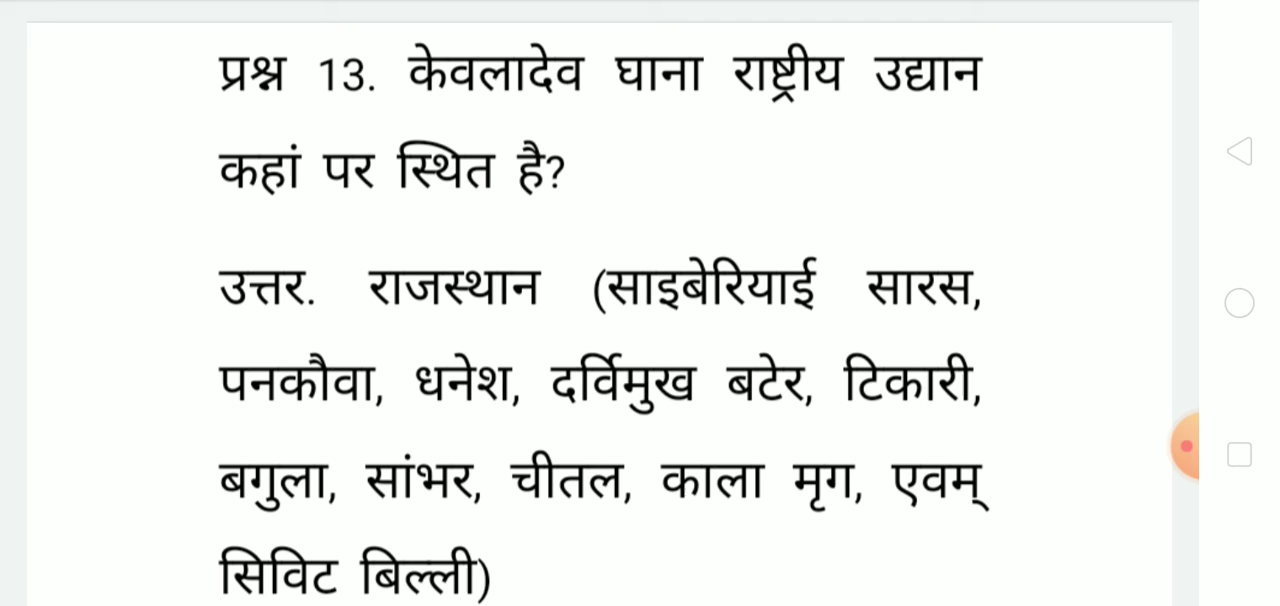 प्रश्न 13. केवलादेव घाना राष्ट्रीय उद्यान
कहां पर स्थित है?
उत्तर. राजस्थान (साइबेरियाई सारस,
पनकौवा, धनेश, दर्विमुख बटेर, टिकारी,
बगुला, सांभर, चीतल, काला मृग, एवम्
सिविट बिल्ली)